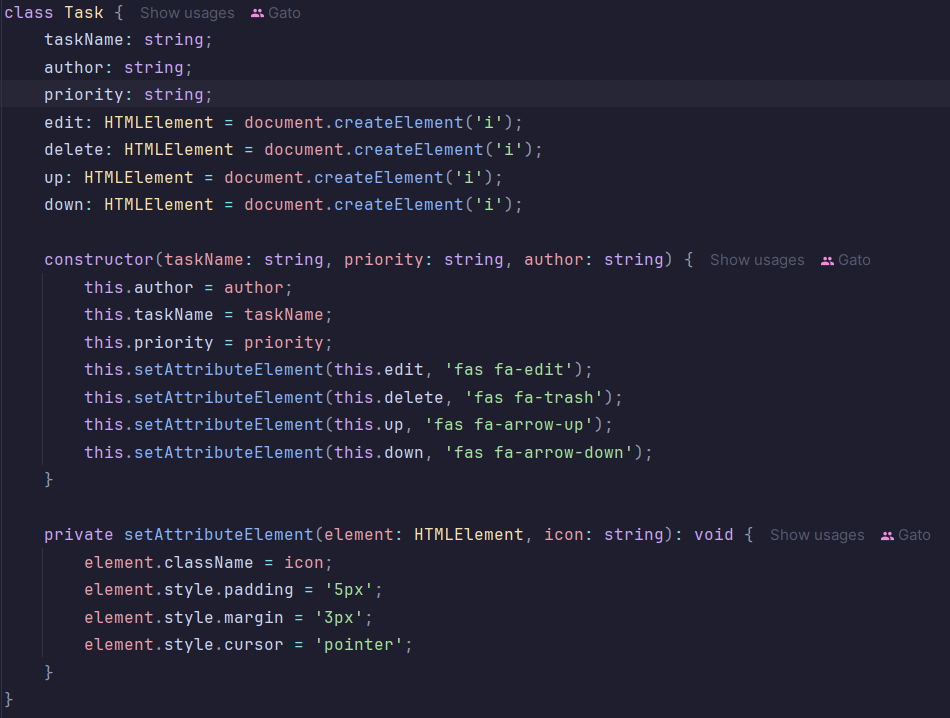 class Task {   Show usages   Gato
    taskName: string;
    author: string;
    priority: string;
    edit: HTMLElement = document.createElement('i');
    delete: HTMLElement = document.createElement('i');
    up: HTMLElement = document.createElement('i');
    down: HTMLElement = document.createElement('i');

    constructor(taskName: string, priority: string, author: string) {   Show usages   Gato
        this.author = author;
        this.taskName = taskName;
        this.priority = priority;
        this.setAttributeElement(this.edit, 'fas fa-edit');
        this.setAttributeElement(this.delete, 'fas fa-trash');
        this.setAttributeElement(this.up, 'fas fa-arrow-up');
        this.setAttributeElement(this.down, 'fas fa-arrow-down');
    }

    private setAttributeElement(element: HTMLElement, icon: string): void {   Show usages   Gato
        element.className = icon;
        element.style.padding = '5px';
        element.style.margin = '3px';
        element.style.cursor = 'pointer';
    }
}